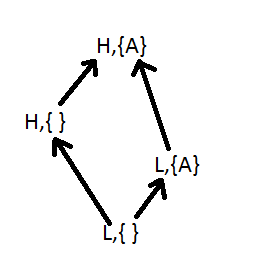 H,{A}
H,{ }
L,{A}
L,{ }